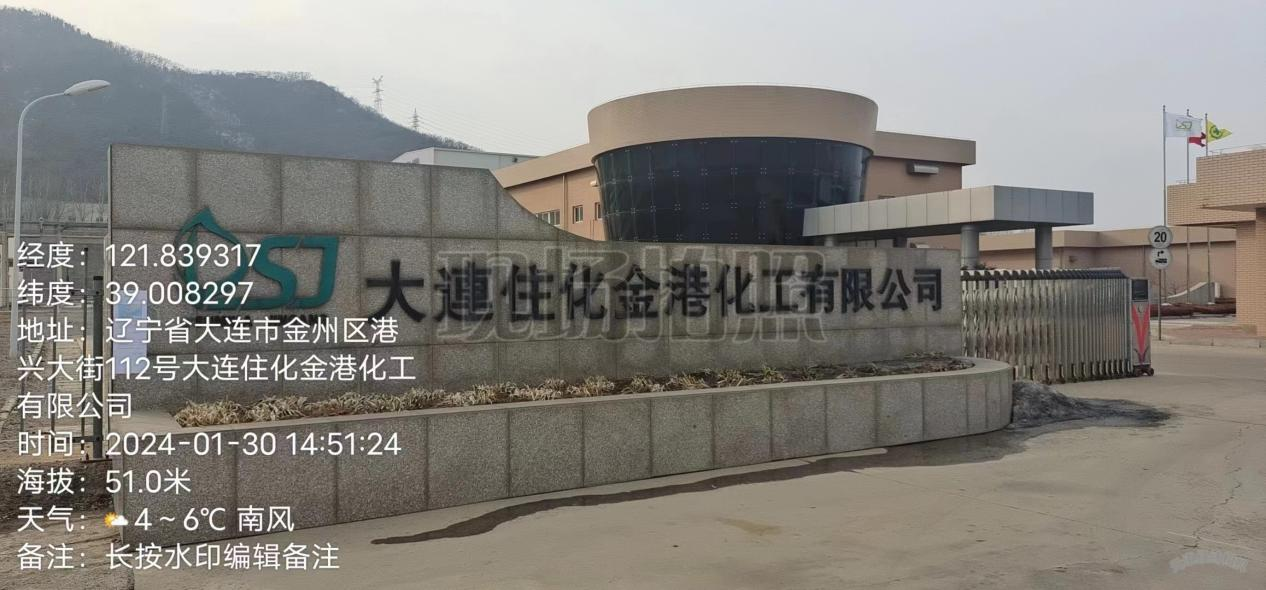 SJ
大連住化金港化工有限公司
现场拍照
20
经度：121.839317
纬度：39.008297
地址：辽宁省大连市金州区港
兴大街112号大连住化金港化工
有限公司
时间：2024-01-30 14:51:24
海拔：51.0米
天气：4～6℃ 南风
备注：长按水印编辑备注